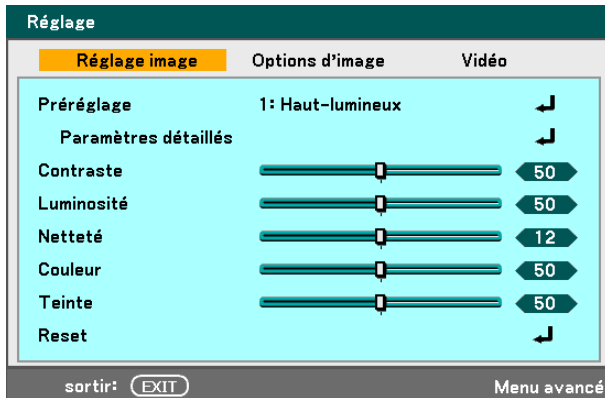 Réglage
Réglage image Options d'image Vidéo
Préréglage 1: Haut-lumineux
Paramètres détaillés
Contraste 50
Luminosité 50
Netteté 12
Couleur 50
Teinte 50
Reset
sortir: EXIT Menu avancé